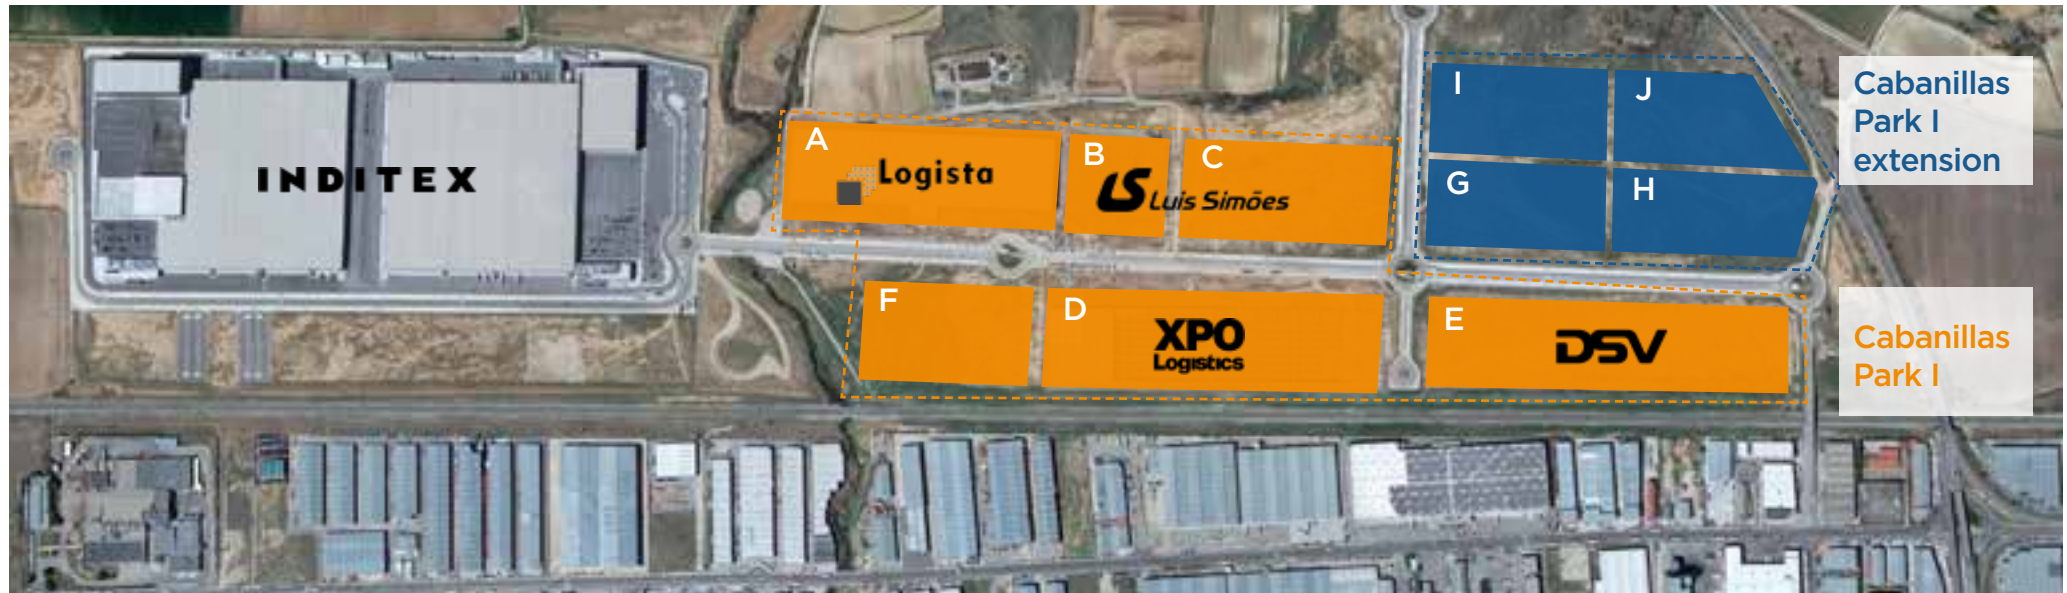 INDITEX
A
Logista
B
C
LS Luis Simões
I
J
G
H
Cabanillas
Park I
extension
F
D
XPO
Logistics
E
DSV
Cabanillas
Park I